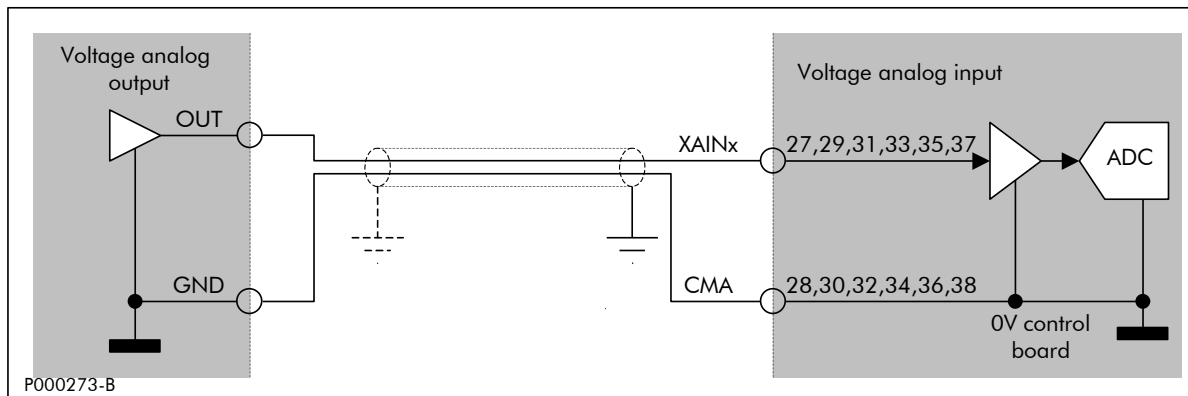 Voltage analog
output
OUT
GND
XAINx
CMA
Voltage analog input
27,29,31,33,35,37
ADC
28,30,32,34,36,38
0V control
board
P000273-B